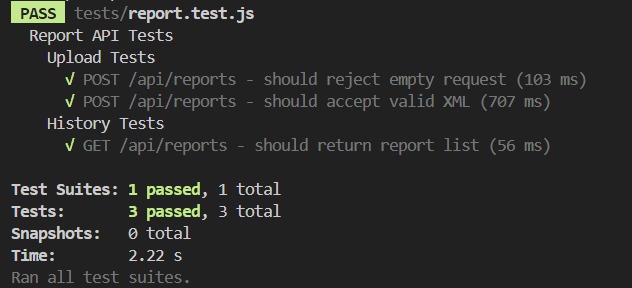 PASS tests/report.test.js
Report API Tests
Upload Tests
√ POST /api/reports - should reject empty request (103 ms)
√ POST /api/reports - should accept valid XML (707 ms)
History Tests
√ GET /api/reports - should return report list (56 ms)
Test Suites: 1 passed, 1 total
Tests: 3 passed, 3 total
Snapshots: 0 total
Time: 2.22 s
Ran all test suites.